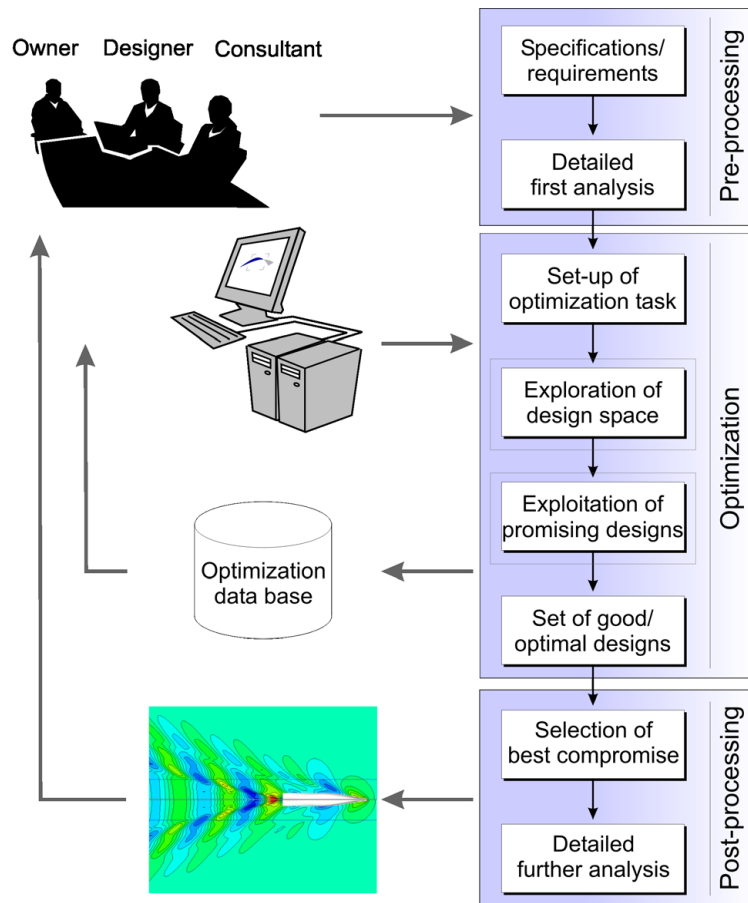 Owner Designer Consultant
Specifications/
requirements
Detailed
first analysis
Pre-processing
Set-up of
optimization task
Exploration of
design space
Exploitation of
promising designs
Set of good/
optimal designs
Optimization
Optimization
data base
Selection of
best compromise
Detailed
further analysis
Post-processing